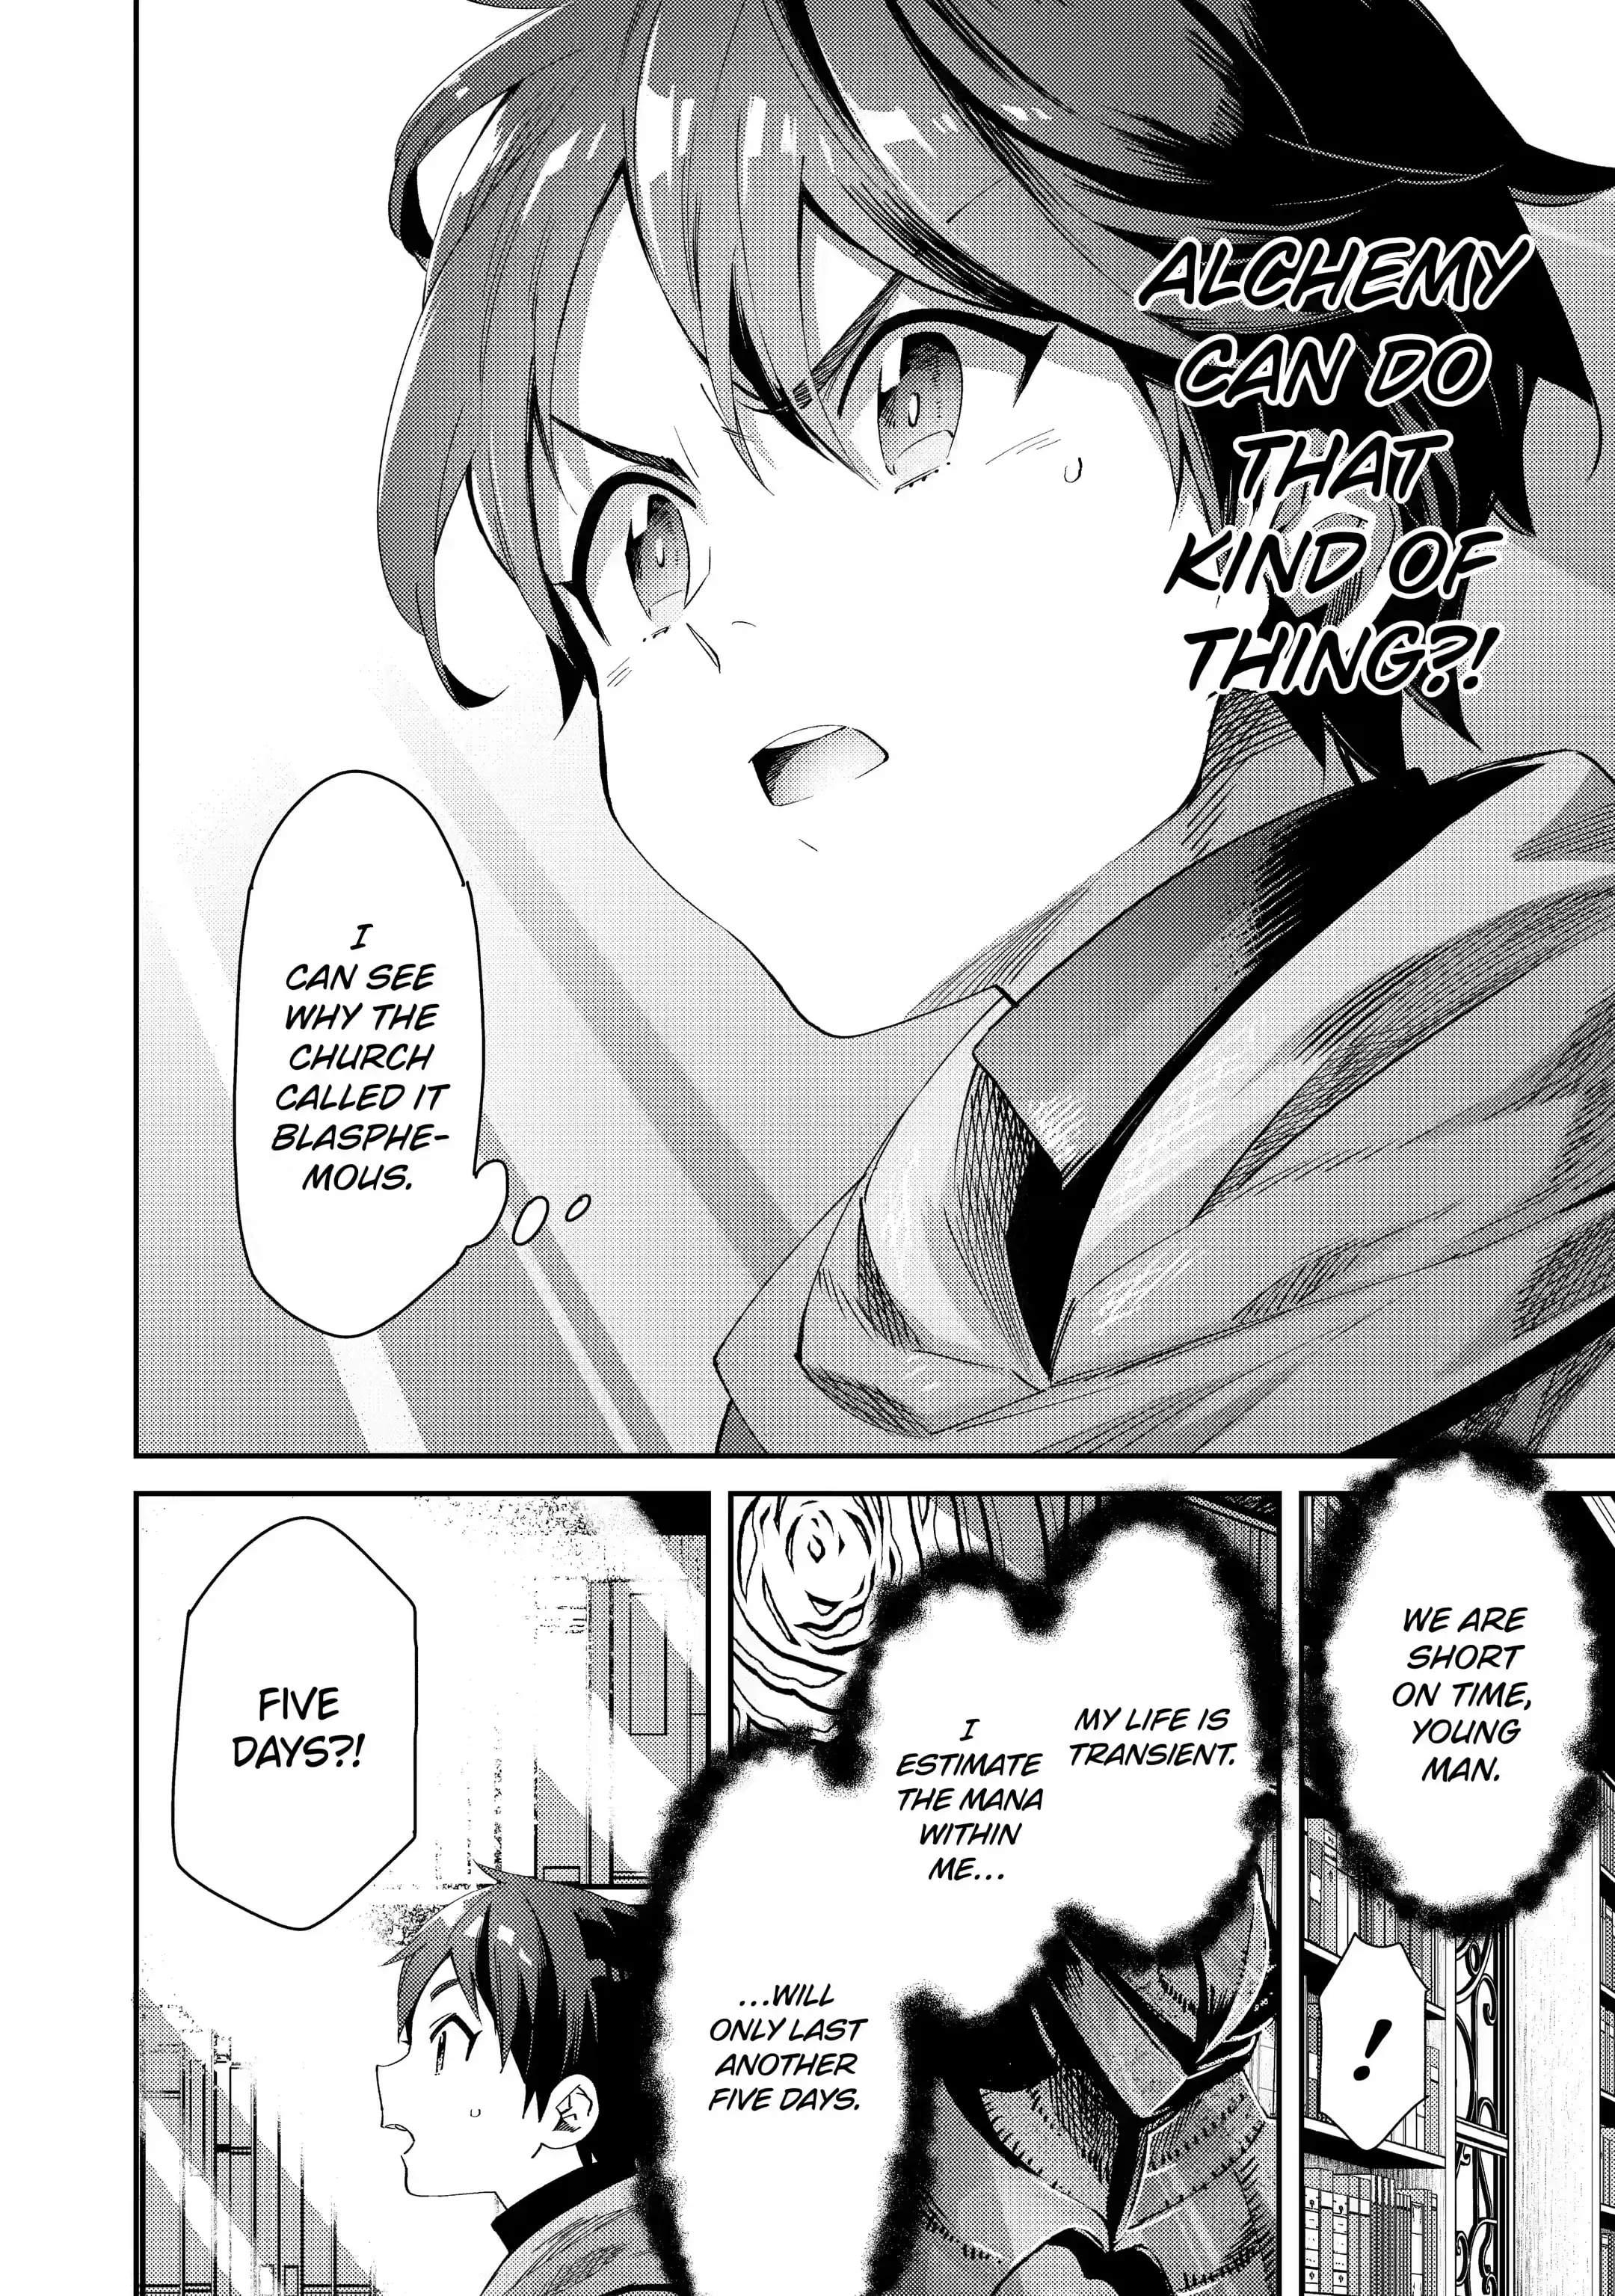 ALCHEMY
CAN DO
THAT
KIND OF
THING?!
I
CAN SEE
WHY THE
CHURCH
CALLED IT
BLASPHE-
MOUS.
WE ARE
SHORT
ON TIME,
YOUNG
MAN.
!
MY LIFE IS
TRANSIENT.
I
ESTIMATE
THE MANA
WITHIN
ME...
...WILL
ONLY LAST
ANOTHER
FIVE DAYS.
FIVE
DAYS?!